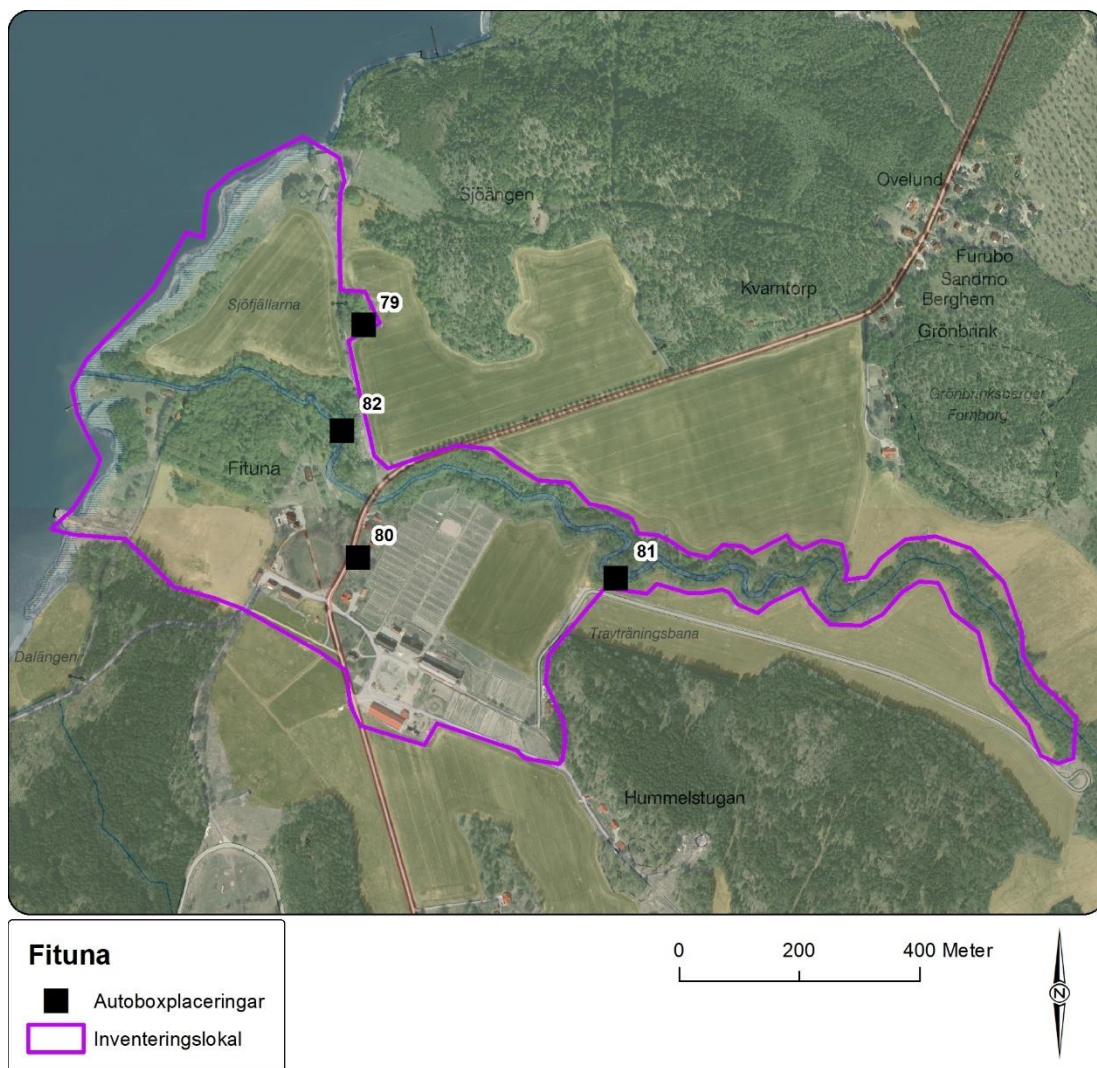 Ovelund
Sjöängen
Furubo
Sandmo
Kvarntorp
Berghem
79
Sjöfjällarna
Grönbrink
Grönbrinksberget
Fornborg
82
Fituna
80
81
Travträningsbana
Dalängen
Hummelstugan
Fituna
Autoboxplaceringar
Inventeringslokal
0 200 400 Meter
N